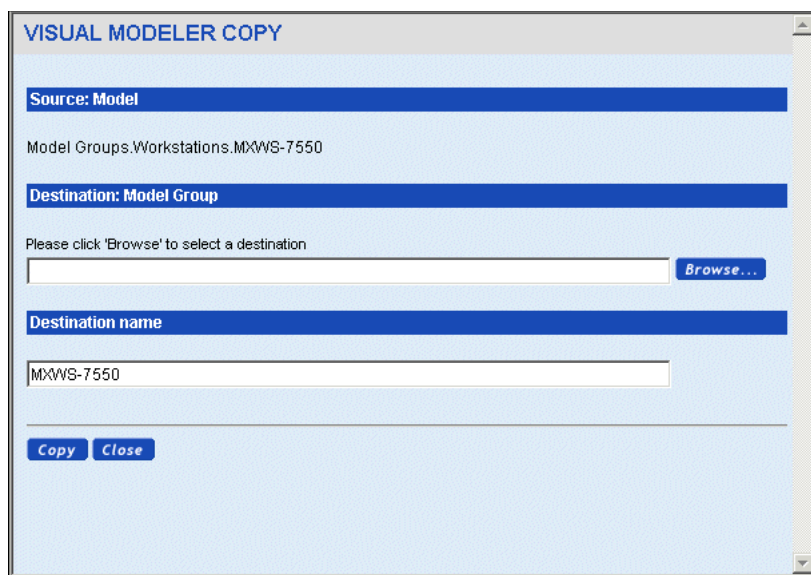 VISUAL MODELER COPY
Source: Model
Model Groups.Workstations.MXWS-7550
Destination: Model Group
Please click 'Browse' to select a destination
Browse...
Destination name
MXWS-7550
Copy Close